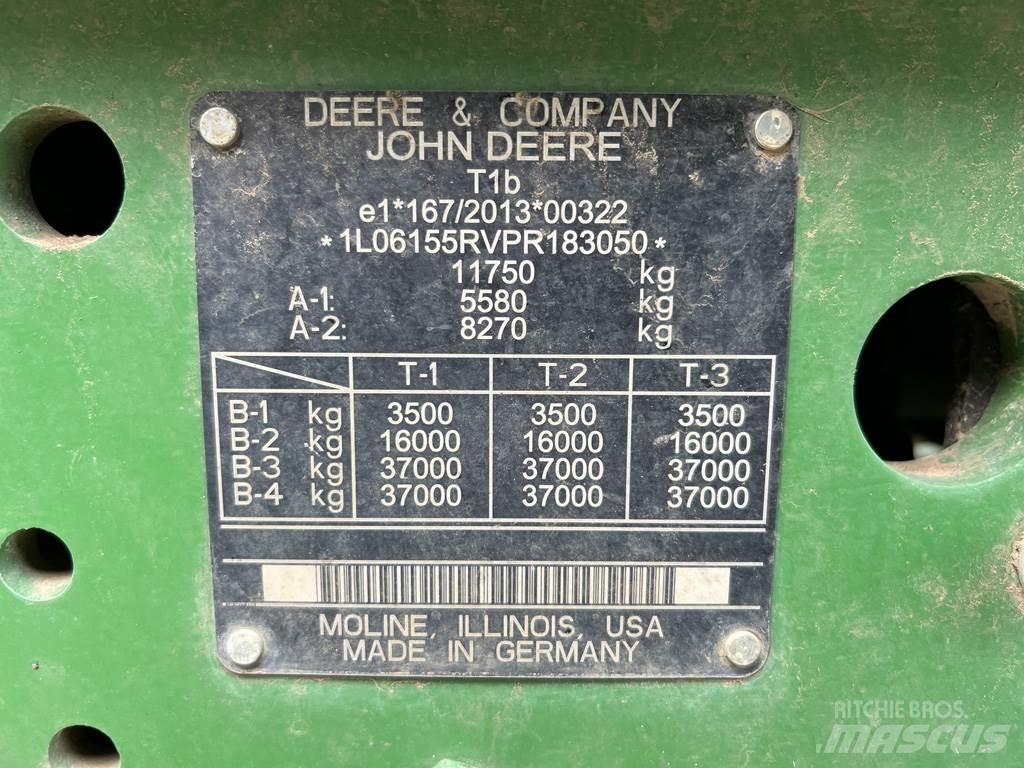 DEERE & COMPANY
JOHN DEERE
T1b
e1*167/2013*00322
*1L06155RVPR183050*
11750 kg
A-1: 5580 kg
A-2: 8270 kg
T-1 T-2 T-3
B-1 kg 3500 3500 3500
B-2 kg 16000 16000 16000
B-3 kg 37000 37000 37000
B-4 kg 37000 37000 37000
MOLINE, ILLINOIS, USA
MADE IN GERMANY
RITCHIE BROS.
MASCUS